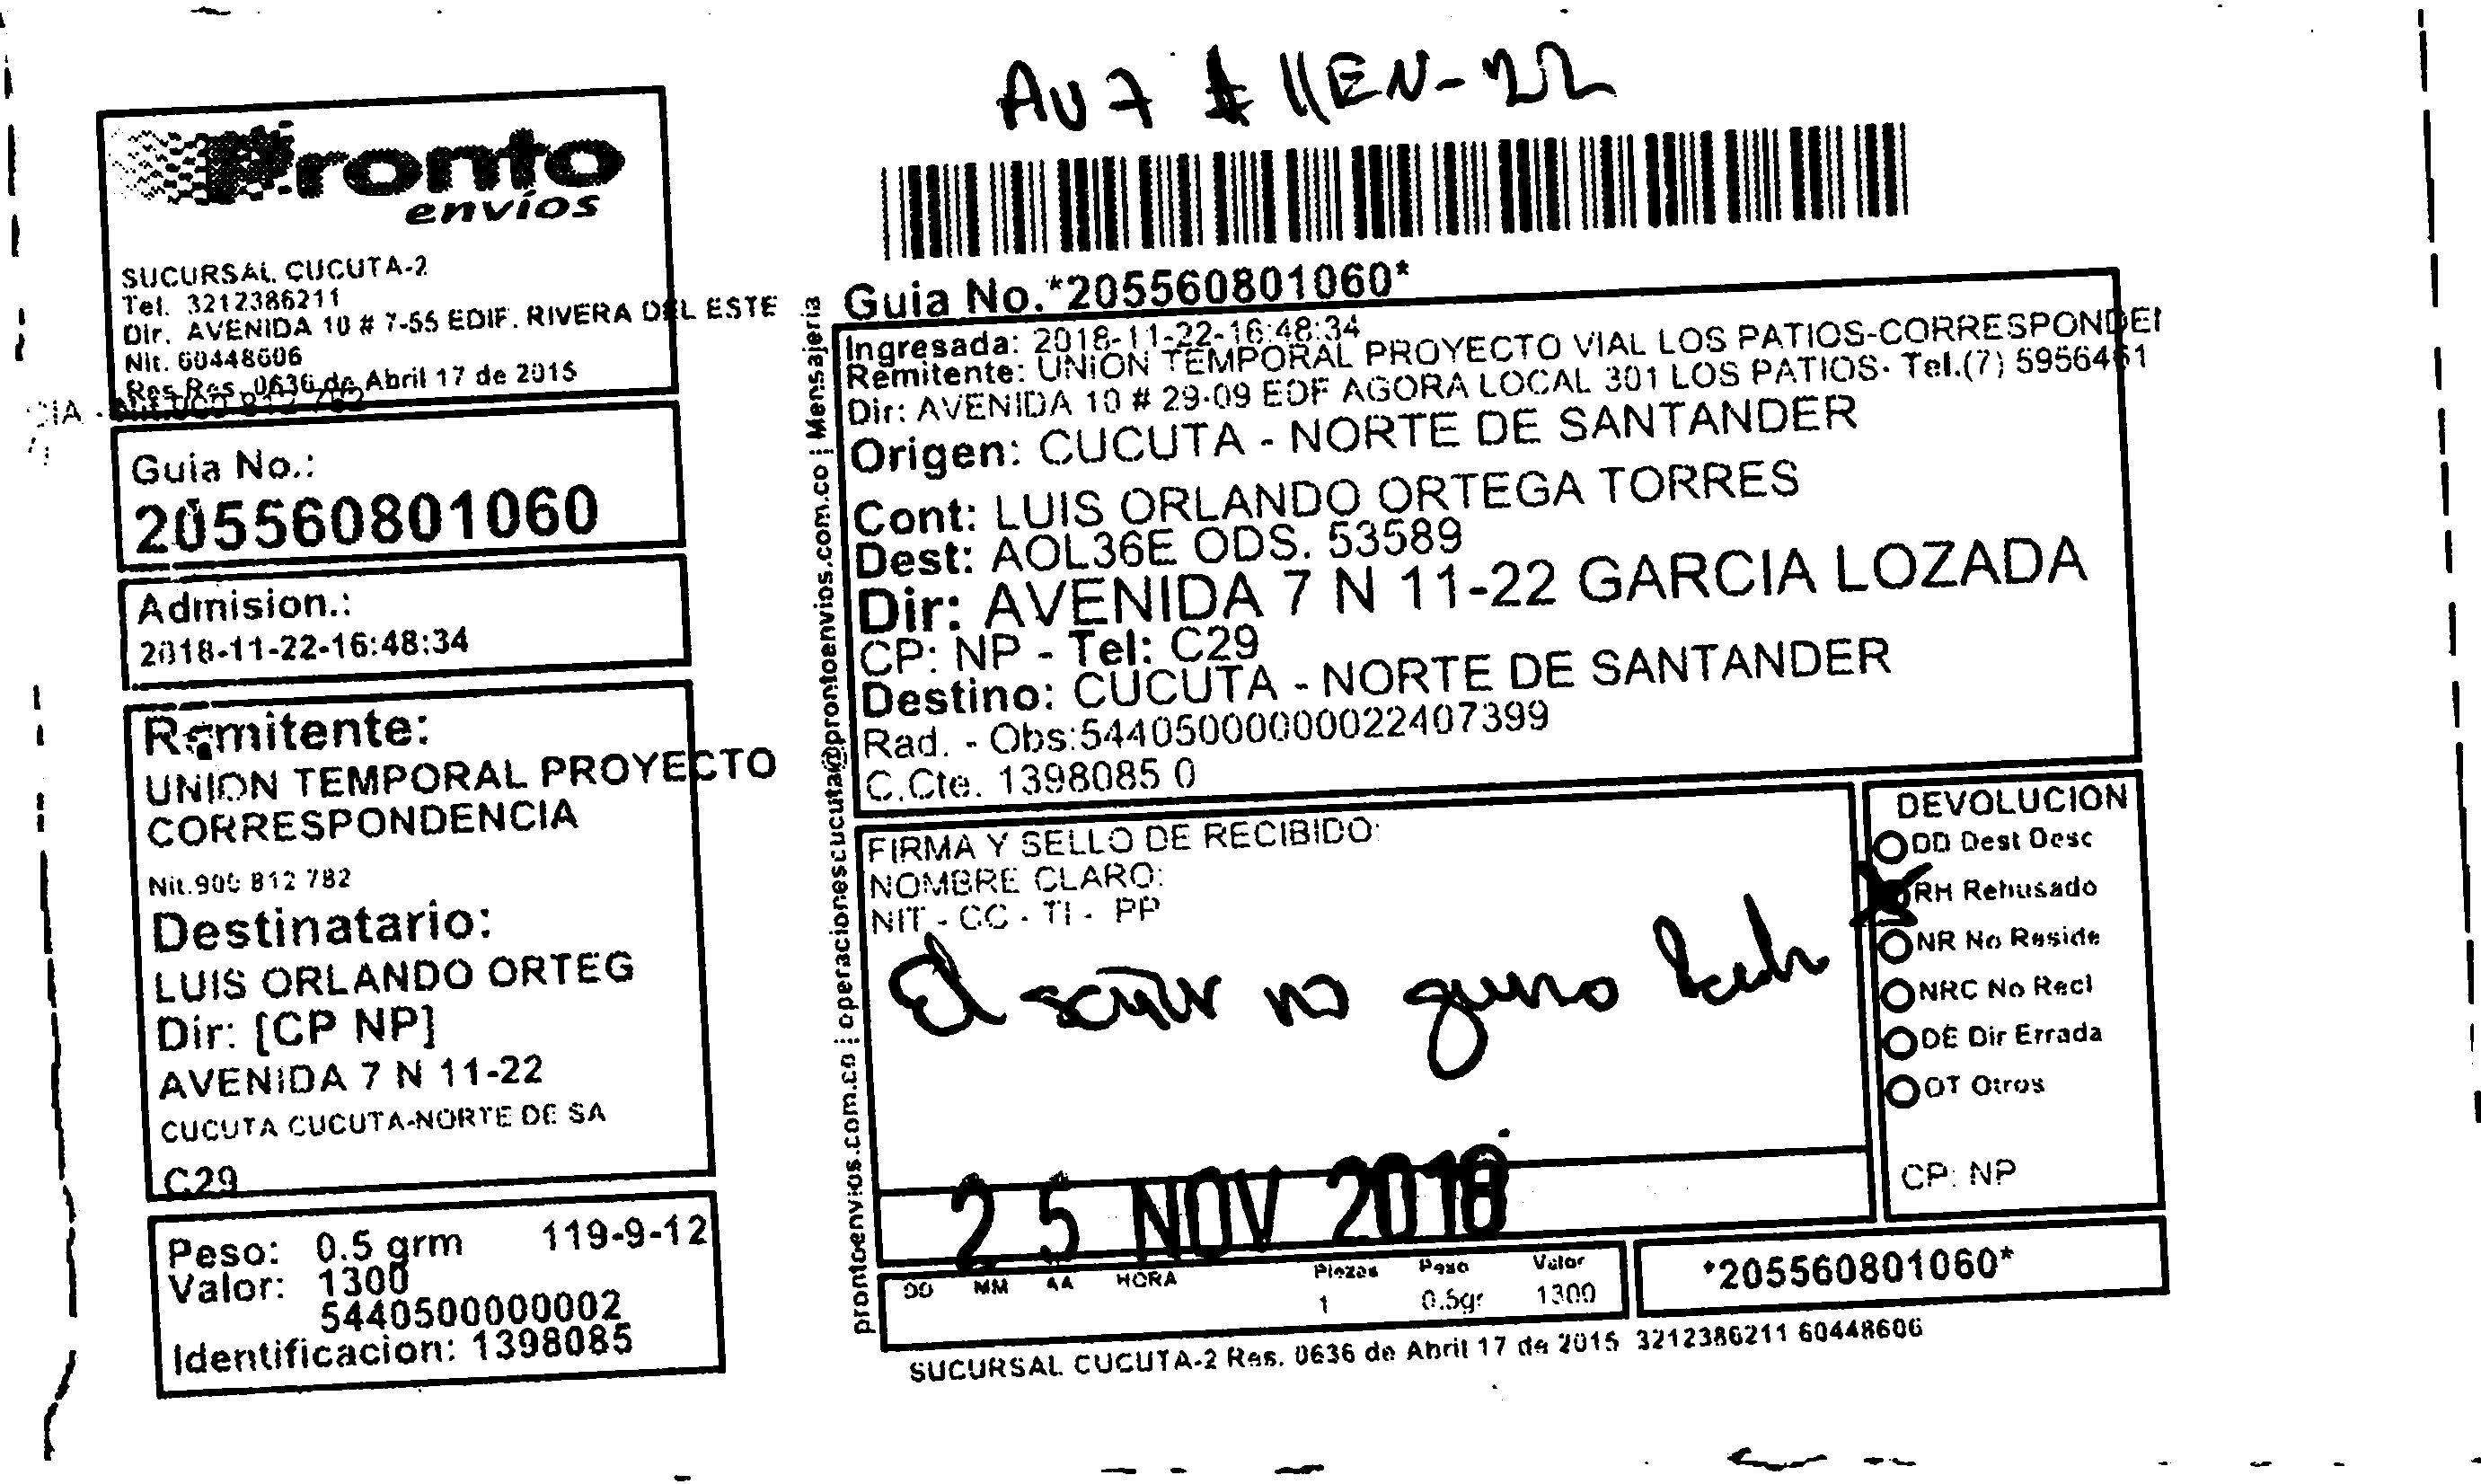 AV 7 # 11EN-22
Pronto
envíos
SUCURSAL CUCUTA-2
Tel. 3212386211
Dir. AVENIDA 10 # 7-55 EDIF. RIVERA DEL ESTE
Nit. 60448606
Res Res. 0636 de Abril 17 de 2015
CIA -
Guia No.:
205560801060
Admision.:
2018-11-22-16:48:34
Remitente:
UNION TEMPORAL PROYECTO
CORRESPONDENCIA
Nit.900 812 782
Destinatario:
LUIS ORLANDO ORTEG
Dir: [CP NP]
AVENIDA 7 N 11-22
CUCUTA CUCUTA-NORTE DE SA
C29
Peso: 0.5 grm 119-9-12
Valor: 1300
5440500000002
Identificacion: 1398085
prontoenvios.com.co | operacionescucuta@prontoenvios.com.co | Mensajeria
Guia No.*205560801060*
Ingresada: 2018-11-22-16:48:34
Remitente: UNION TEMPORAL PROYECTO VIAL LOS PATIOS-CORRESPONDEN
Dir: AVENIDA 10 # 29-09 EDF AGORA LOCAL 301 LOS PATIOS- Tel.(7) 5956461
Origen: CUCUTA - NORTE DE SANTANDER
Cont: LUIS ORLANDO ORTEGA TORRES
Dest: AOL36E ODS. 53589
Dir: AVENIDA 7 N 11-22 GARCIA LOZADA
CP: NP - Tel: C29
Destino: CUCUTA - NORTE DE SANTANDER
Rad. - Obs:54405000000022407399
C.Cte. 1398085 0
FIRMA Y SELLO DE RECIBIDO:
NOMBRE CLARO:
NIT - CC - TI - PP
El señor no
25 NOV 2018
DD MM AA HORA Piezas Peso Valor
1 0.5gr 1300
DEVOLUCION
DD Dest Desc
RH Rehusado
NR No Reside
NRC No Recl
DE Dir Errada
OT Otros
CP: NP
*205560801060*
SUCURSAL CUCUTA-2 Res. 0636 de Abril 17 de 2015 3212386211 60448606